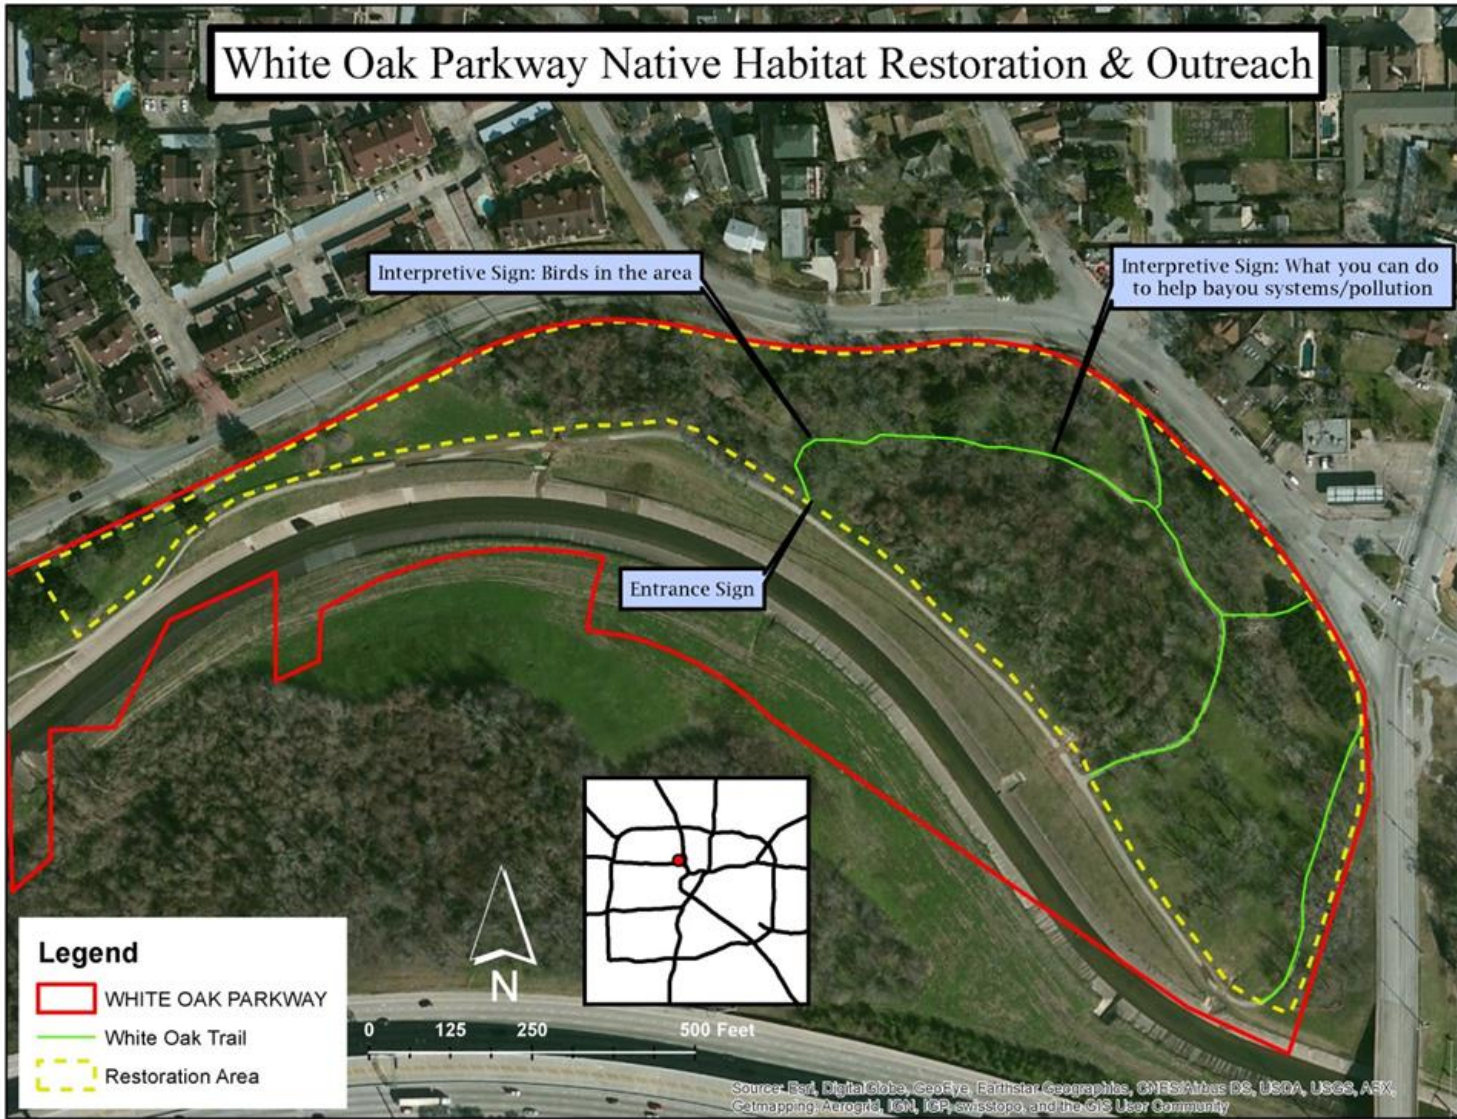 White Oak Parkway Native Habitat Restoration & Outreach
Interpretive Sign: Birds in the area
Interpretive Sign: What you can do
to help bayou systems/pollution
Entrance Sign
Legend
WHITE OAK PARKWAY
White Oak Trail
Restoration Area
N
0 125 250 500 Feet
Source: Esri, DigitalGlobe, GeoEye, Earthstar Geographics, CNES/Airbus DS, USDA, USGS, AEX,
Getmapping, Aerogrid, IGN, IGP, swisstopo, and the GIS User Community